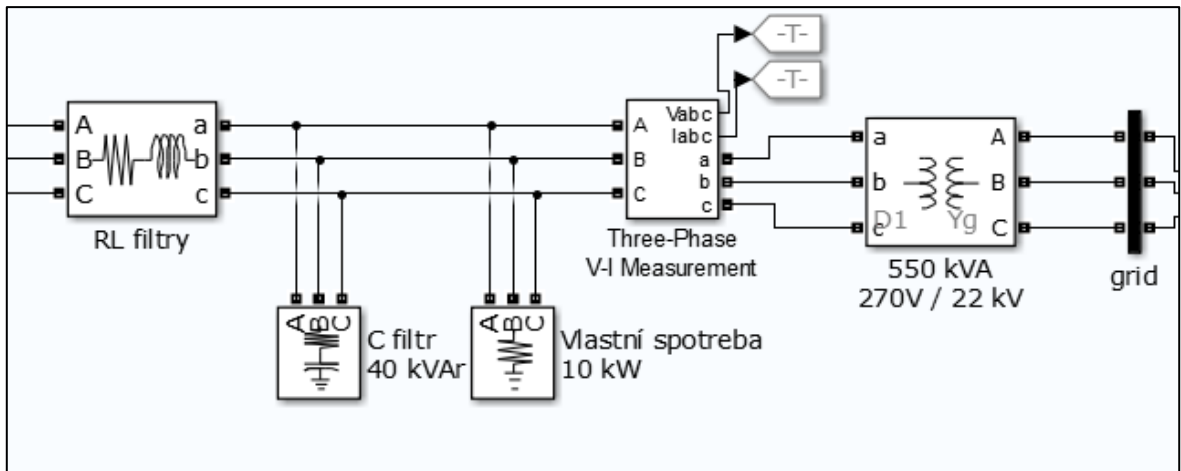 -T-
-T-
A
B
C
a
b
c
RL filtry
A
B
C
C filtr
40 kVAr
A
B
C
Vlastní spotreba
10 kW
A
B
C
Vabc
Iabc
a
b
c
Three-Phase
V-I Measurement
a
b
c
D1
Yg
A
B
C
550 kVA
270V / 22 kV
grid